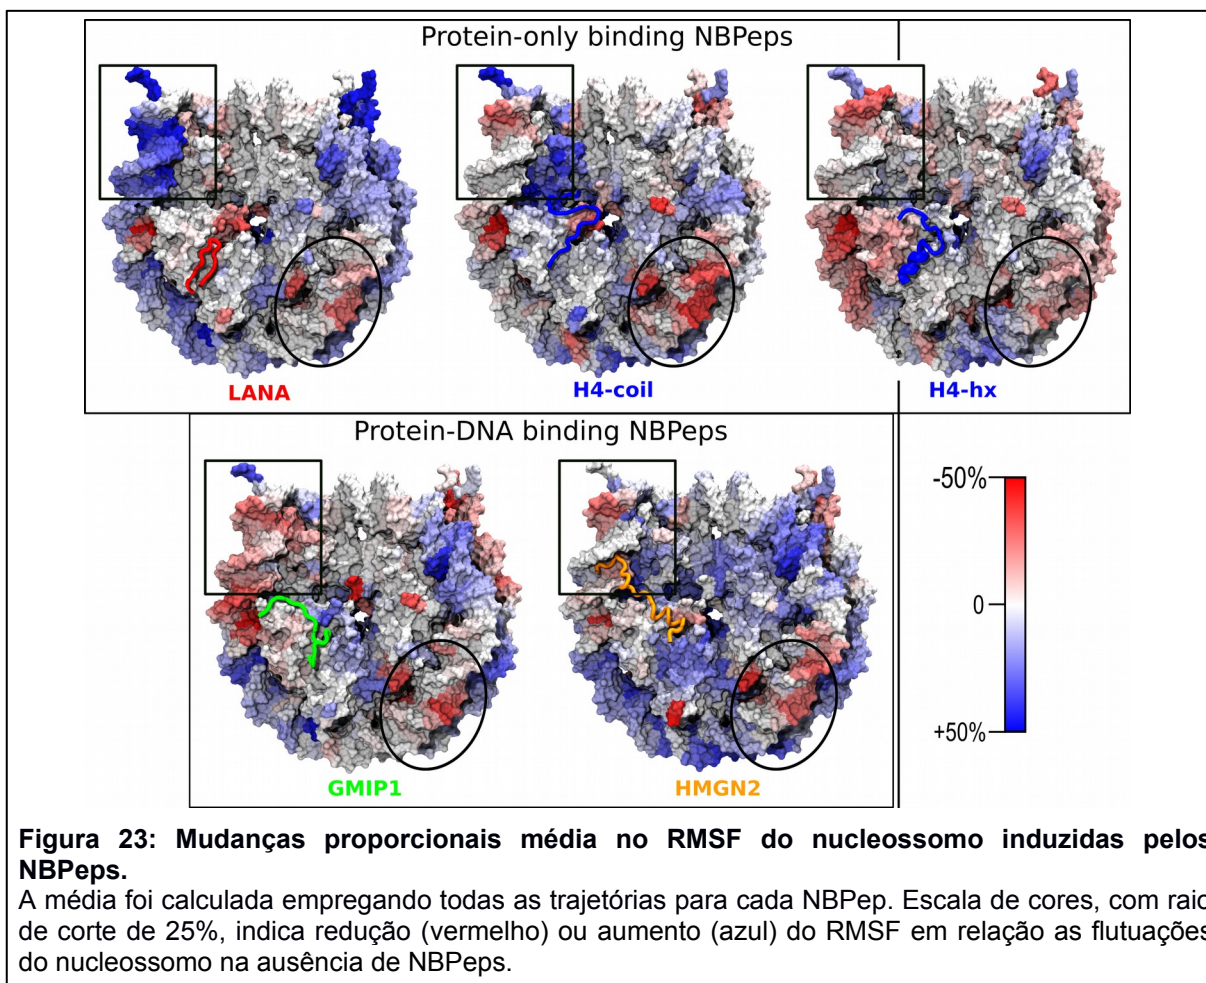 Protein-only binding NBPeps
LANA
H4-coil
H4-hx
Protein-DNA binding NBPeps
GMIP1
HMGN2
-50%
0
+50%
Figura 23: Mudanças proporcionais média no RMSF do nucleossomo induzidas pelos
NBPeps.
A média foi calculada empregando todas as trajetórias para cada NBPep. Escala de cores, com raio
de corte de 25%, indica redução (vermelho) ou aumento (azul) do RMSF em relação as flutuações
do nucleossomo na ausência de NBPeps.